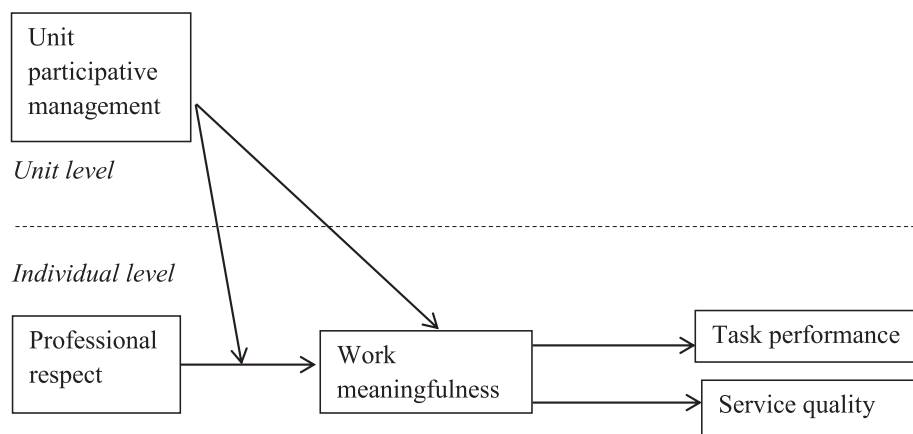 Unit
participative
management
Unit level
Individual level
Professional
respect
Work
meaningfulness
Task performance
Service quality